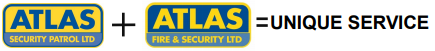 ATLAS
SECURITY PATROL LTD
+
ATLAS
FIRE & SECURITY LTD
=UNIQUE SERVICE